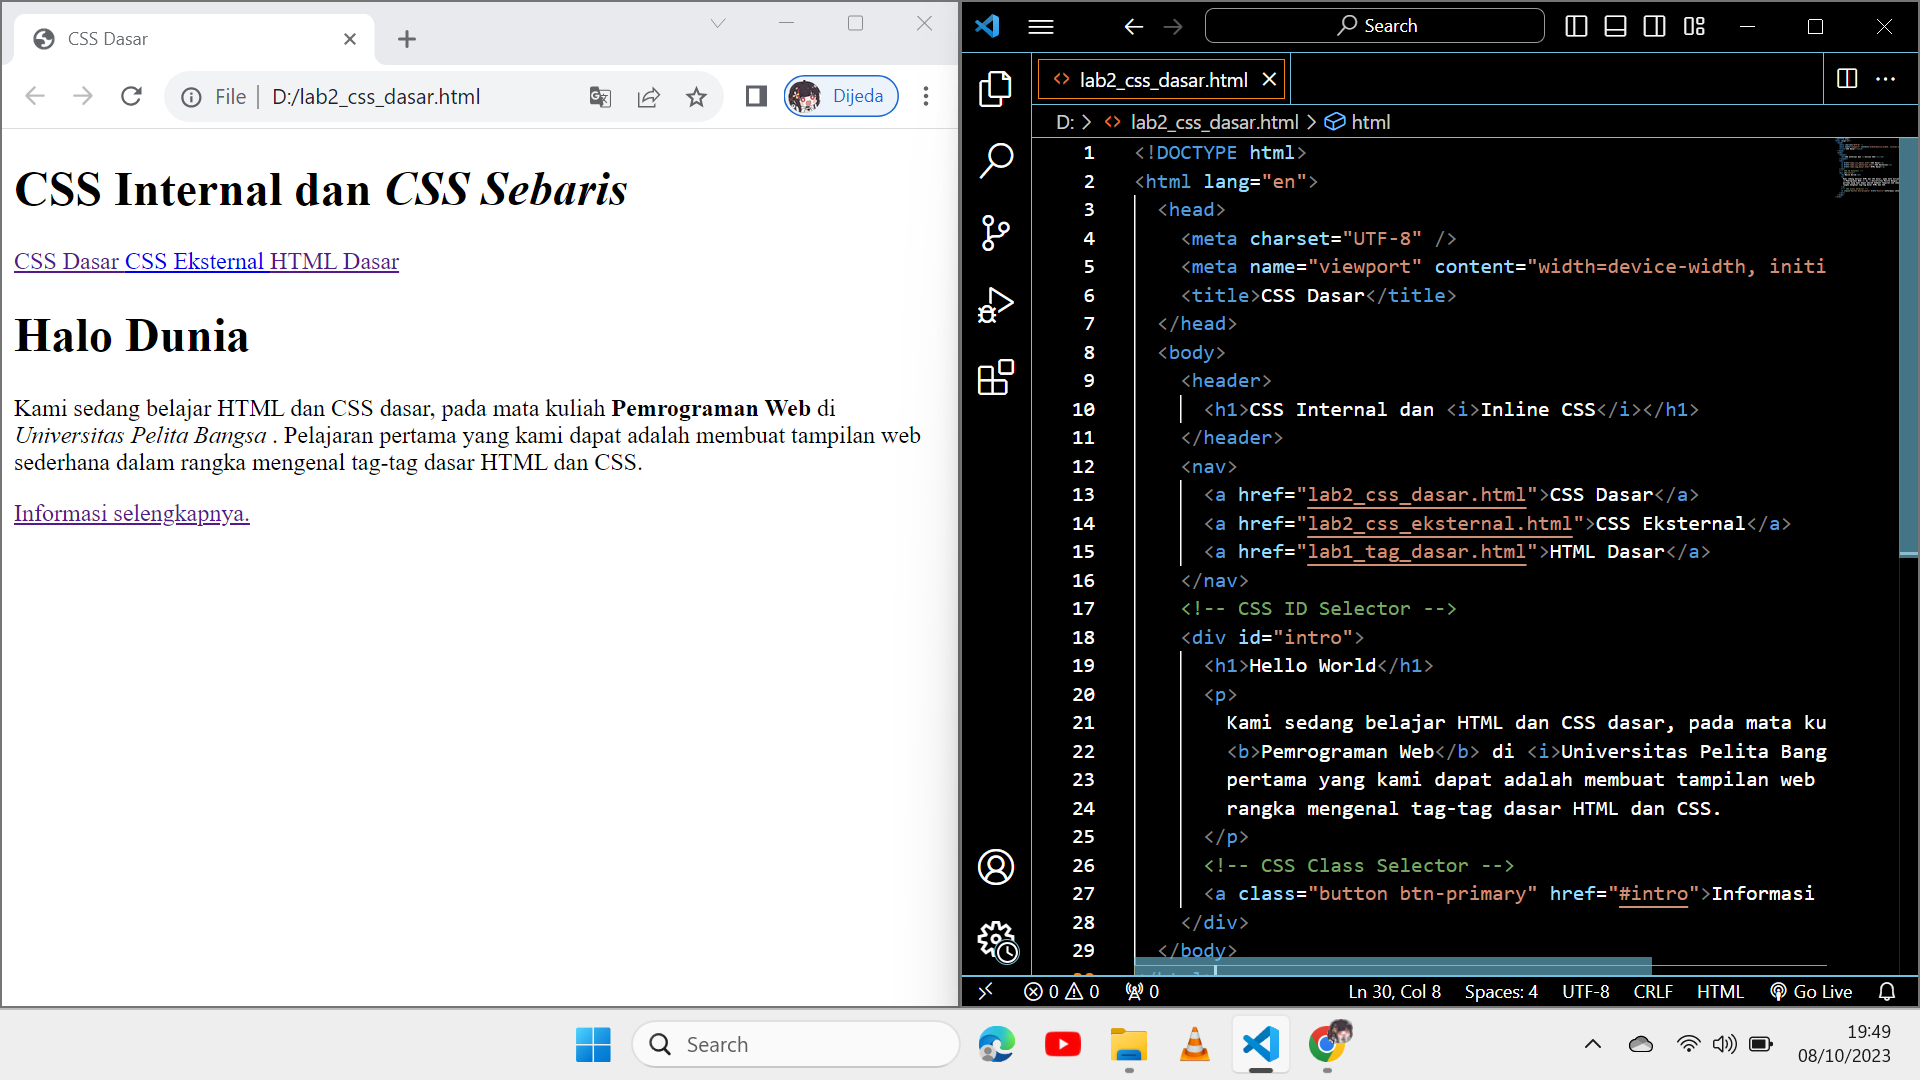 CSS Dasar
File
D:/lab2_css_dasar.html
Dijeda
CSS Internal dan CSS Sebaris
CSS Dasar CSS Eksternal HTML Dasar
Halo Dunia
Kami sedang belajar HTML dan CSS dasar, pada mata kuliah Pemrograman Web di
Universitas Pelita Bangsa . Pelajaran pertama yang kami dapat adalah membuat tampilan web
sederhana dalam rangka mengenal tag-tag dasar HTML dan CSS.
Informasi selengkapnya.
Search
lab2_css_dasar.html
D: > lab2_css_dasar.html > html
1 <!DOCTYPE html>
2 <html lang="en">
3 <head>
4 <meta charset="UTF-8" />
5 <meta name="viewport" content="width=device-width, initi
6 <title>CSS Dasar</title>
7 </head>
8 <body>
9 <header>
10 <h1>CSS Internal dan <i>Inline CSS</i></h1>
11 </header>
12 <nav>
13 <a href="lab2_css_dasar.html">CSS Dasar</a>
14 <a href="lab2_css_eksternal.html">CSS Eksternal</a>
15 <a href="lab1_tag_dasar.html">HTML Dasar</a>
16 </nav>
17 <!-- CSS ID Selector -->
18 <div id="intro">
19 <h1>Hello World</h1>
20 <p>
21 Kami sedang belajar HTML dan CSS dasar, pada mata ku
22 <b>Pemrograman Web</b> di <i>Universitas Pelita Bang
23 pertama yang kami dapat adalah membuat tampilan web
24 rangka mengenal tag-tag dasar HTML dan CSS.
25 </p>
26 <!-- CSS Class Selector -->
27 <a class="button btn-primary" href="#intro">Informasi
28 </div>
29 </body>
0 0 0
Ln 30, Col 8 Spaces: 4 UTF-8 CRLF HTML Go Live
Search
19:49
08/10/2023